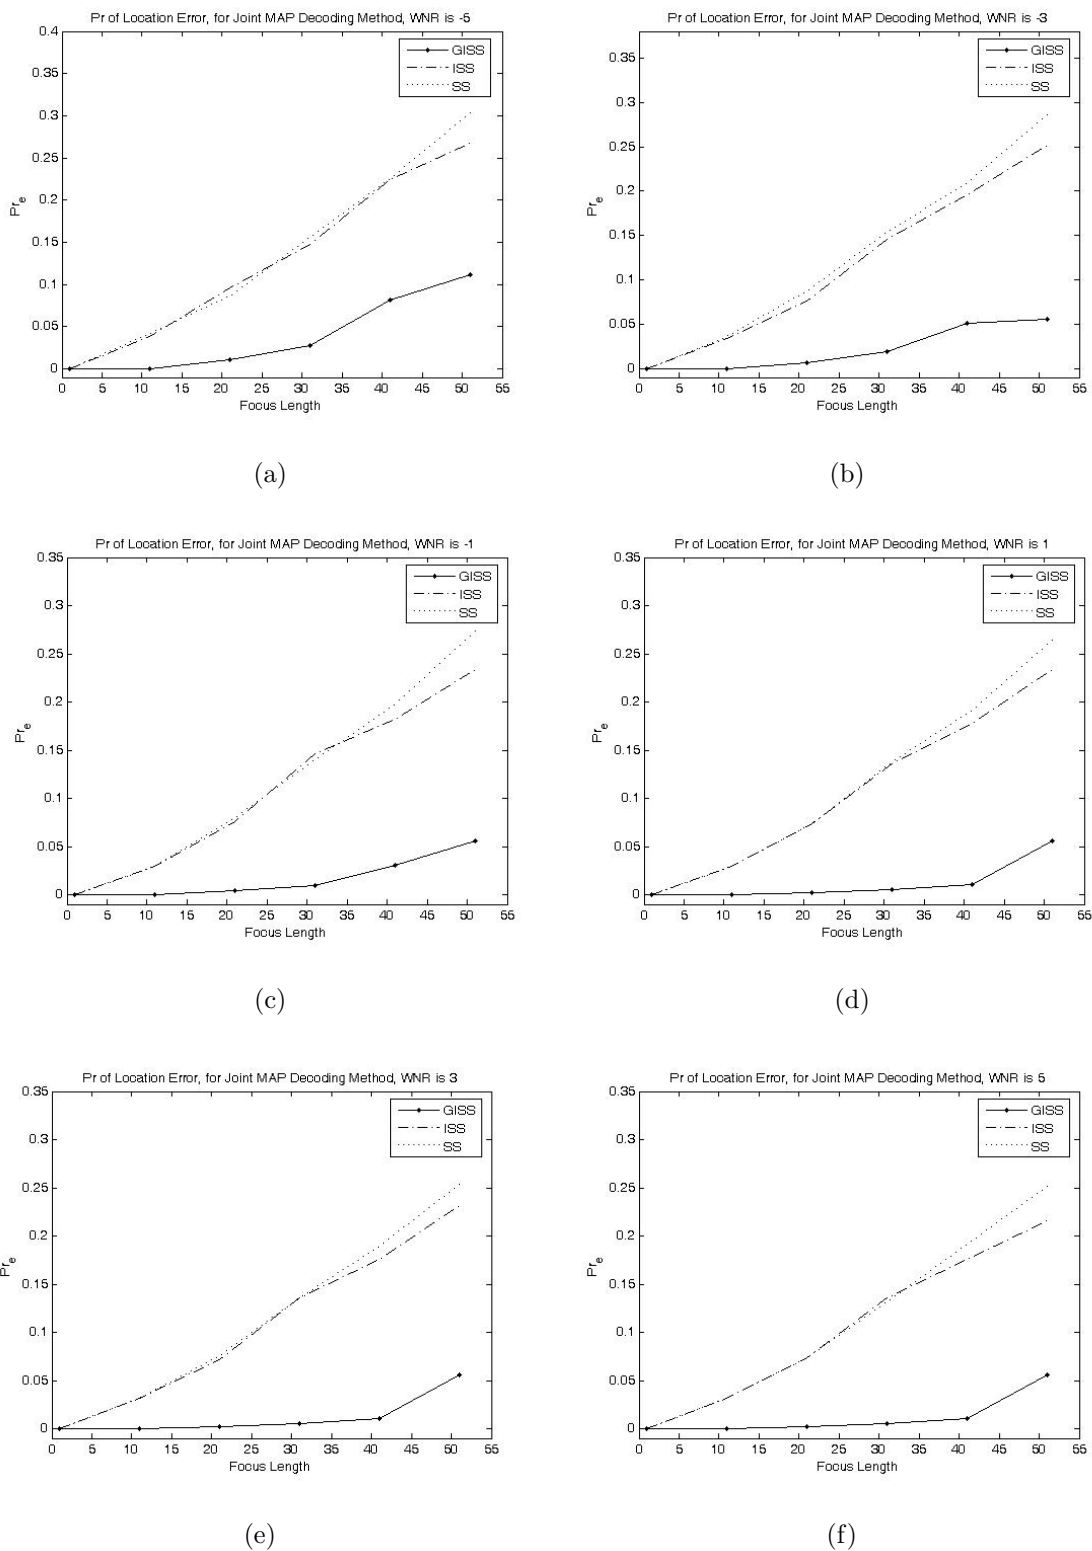 Pr of Location Error, for Joint MAP Decoding Method, WNR is -5
0.4
0.35
0.3
0.25
0.2
0.15
0.1
0.05
0
Pre
GISS
ISS
SS
0 5 10 15 20 25 30 35 40 45 50 55
Focus Length
(a)
Pr of Location Error, for Joint MAP Decoding Method, WNR is -3
0.35
0.3
0.25
0.2
0.15
0.1
0.05
0
Pre
GISS
ISS
SS
0 5 10 15 20 25 30 35 40 45 50 55
Focus Length
(b)
Pr of Location Error, for Joint MAP Decoding Method, WNR is -1
0.35
0.3
0.25
0.2
0.15
0.1
0.05
0
Pre
GISS
ISS
SS
0 5 10 15 20 25 30 35 40 45 50 55
Focus Length
(c)
Pr of Location Error, for Joint MAP Decoding Method, WNR is 1
0.35
0.3
0.25
0.2
0.15
0.1
0.05
0
Pre
GISS
ISS
SS
0 5 10 15 20 25 30 35 40 45 50 55
Focus Length
(d)
Pr of Location Error, for Joint MAP Decoding Method, WNR is 3
0.35
0.3
0.25
0.2
0.15
0.1
0.05
0
Pre
GISS
ISS
SS
0 5 10 15 20 25 30 35 40 45 50 55
Focus Length
(e)
Pr of Location Error, for Joint MAP Decoding Method, WNR is 5
0.35
0.3
0.25
0.2
0.15
0.1
0.05
0
Pre
GISS
ISS
SS
0 5 10 15 20 25 30 35 40 45 50 55
Focus Length
(f)